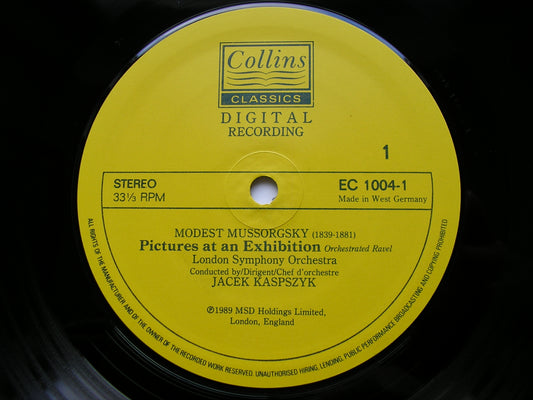 Collins
CLASSICS
DIGITAL
RECORDING
1
STEREO
33⅓ RPM
EC 1004-1
Made in West Germany
MODEST MUSSORGSKY (1839-1881)
Pictures at an Exhibition Orchestrated Ravel
London Symphony Orchestra
Conducted by/Dirigent/Chef d'orchestre
JACEK KASPSZYK
℗1989 MSD Holdings Limited,
London, England
ALL RIGHTS OF THE MANUFACTURER AND OF THE OWNER OF THE RECORDED WORK RESERVED. UNAUTHORISED HIRING, LENDING, PUBLIC PERFORMANCE BROADCASTING AND COPYING PROHIBITED